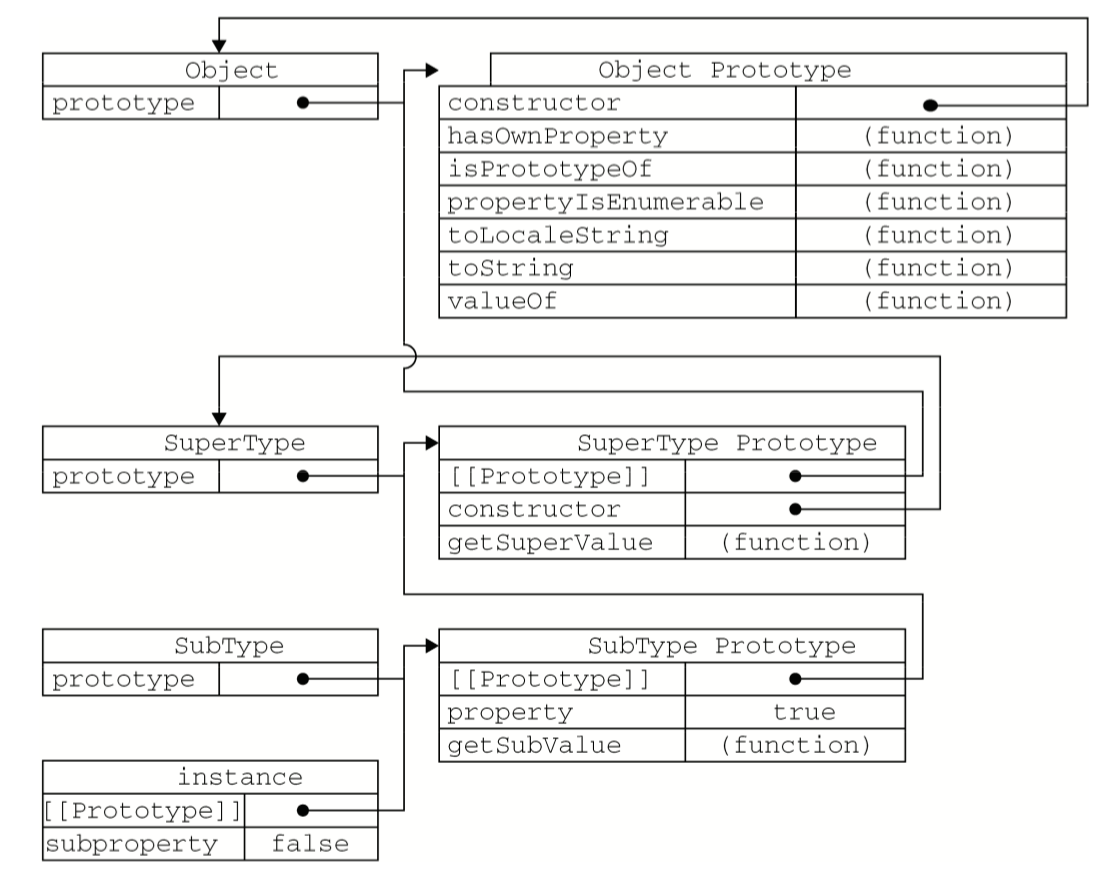 Object
prototype
Object Prototype
constructor
hasOwnProperty (function)
isPrototypeOf (function)
propertyIsEnumerable (function)
toLocaleString (function)
toString (function)
valueOf (function)
SuperType
prototype
SuperType Prototype
[[Prototype]]
constructor
getSuperValue (function)
SubType
prototype
SubType Prototype
[[Prototype]]
property true
getSubValue (function)
instance
[[Prototype]]
subproperty false